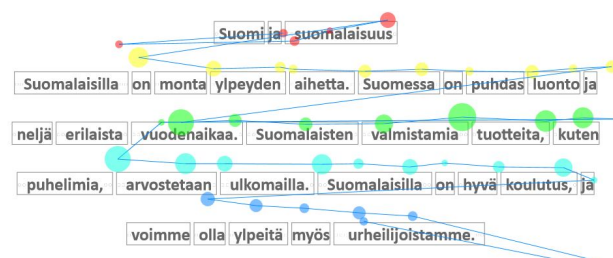 Suomi ja suomalaisuus
Suomalaisilla on monta ylpeyden aihetta. Suomessa on puhdas luonto ja
neljä erilaista vuodenaikaa. Suomalaisten valmistamia tuotteita, kuten
puhelimia, arvostetaan ulkomailla. Suomalaisilla on hyvä koulutus, ja
voimme olla ylpeitä myös urheilijoistamme.